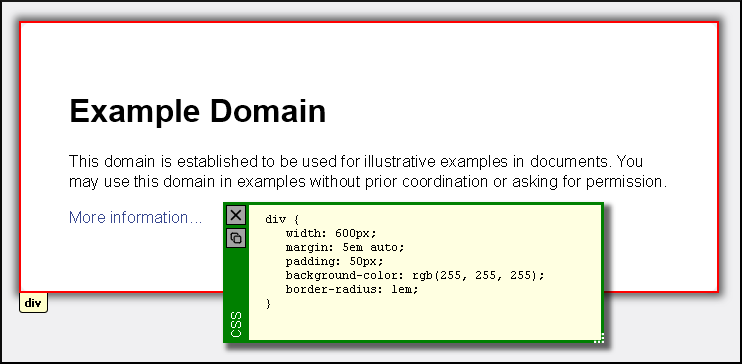 Example Domain
This domain is established to be used for illustrative examples in documents. You
may use this domain in examples without prior coordination or asking for permission.
More information...
div
CSS
div {
   width: 600px;
   margin: 5em auto;
   padding: 50px;
   background-color: rgb(255, 255, 255);
   border-radius: 1em;
}